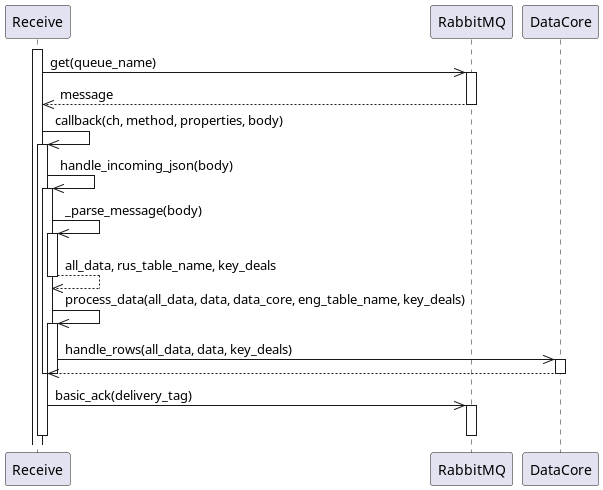 Receive
RabbitMQ
DataCore
get(queue_name)
message
callback(ch, method, properties, body)
handle_incoming_json(body)
_parse_message(body)
all_data, rus_table_name, key_deals
process_data(all_data, data, data_core, eng_table_name, key_deals)
handle_rows(all_data, data, key_deals)
basic_ack(delivery_tag)
Receive
RabbitMQ
DataCore